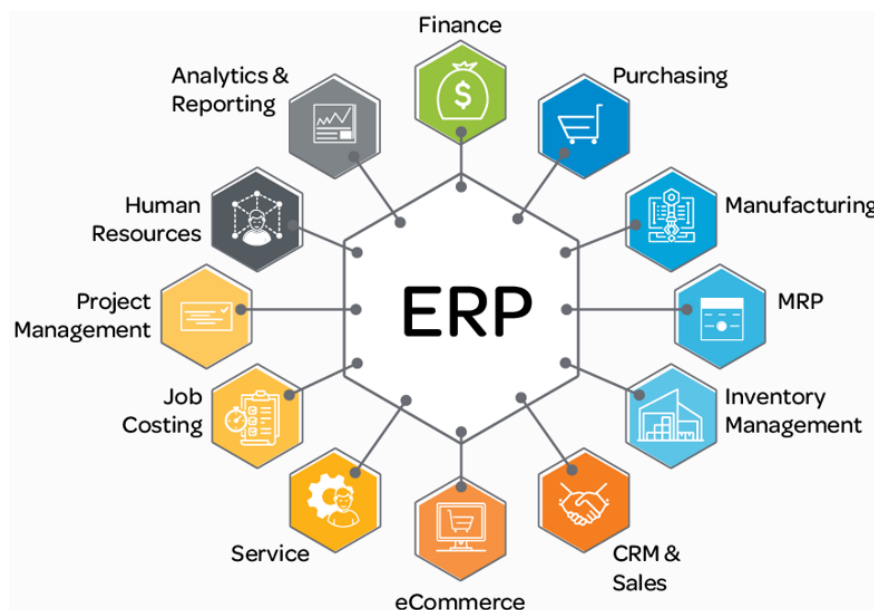 Finance
Analytics &
Reporting
Purchasing
$
Human
Resources
Manufacturing
Project
Management
ERP
MRP
Job
Costing
Inventory
Management
Service
CRM &
Sales
eCommerce